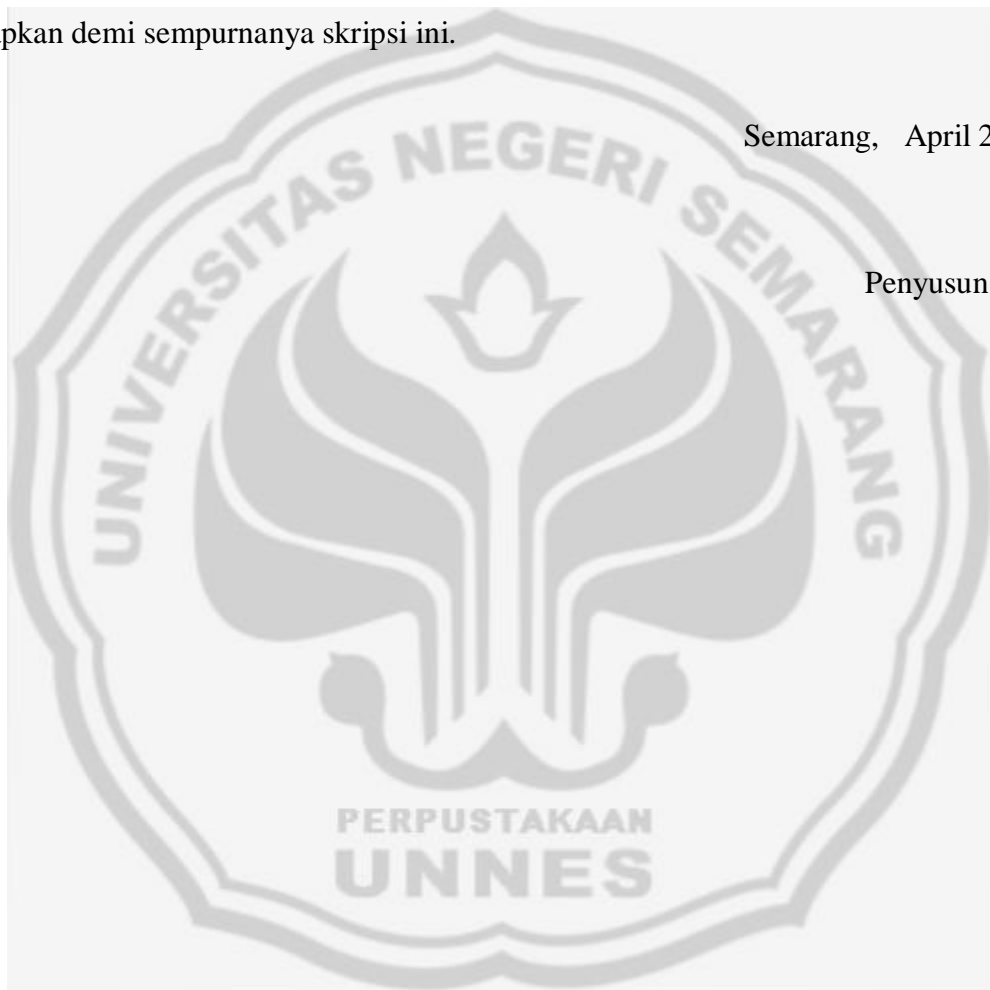 pkan demi sempurnanya skripsi ini.
Semarang, April 2
Penyusun
UNIVERSITAS NEGERI SEMARANG
PERPUSTAKAAN
UNNES